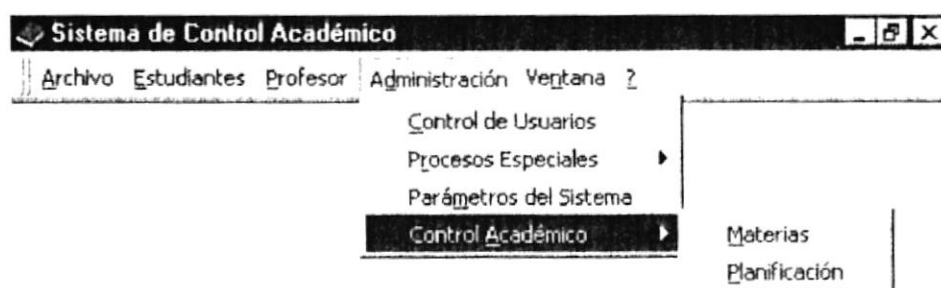 Sistema de Control Académico
Archivo Estudiantes Profesor Administración Ventana ?
Control de Usuarios
Procesos Especiales
Parámetros del Sistema
Control Académico
Materias
Planificación